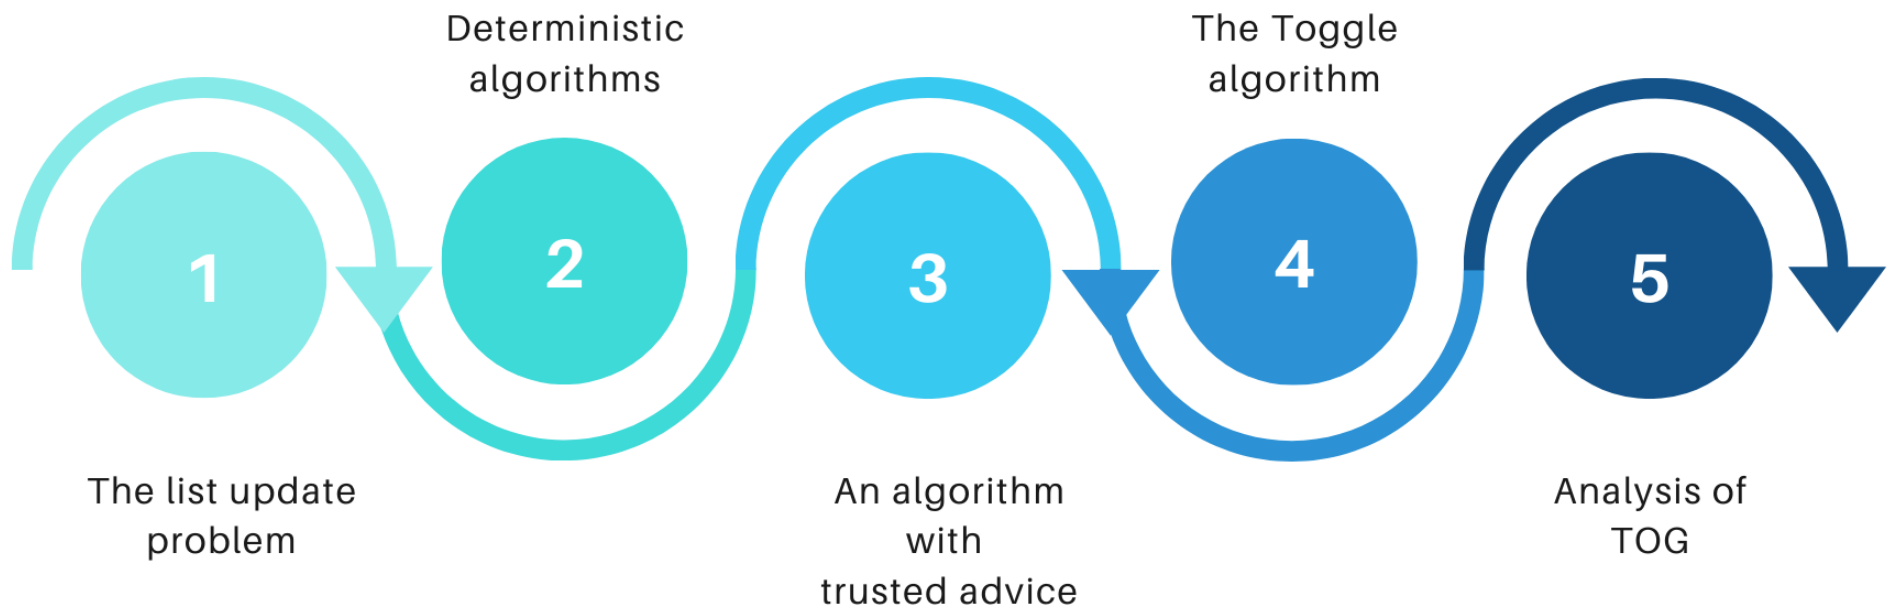 1
The list update
problem
Deterministic
algorithms
2
3
An algorithm
with
trusted advice
The Toggle
algorithm
4
5
Analysis of
TOG